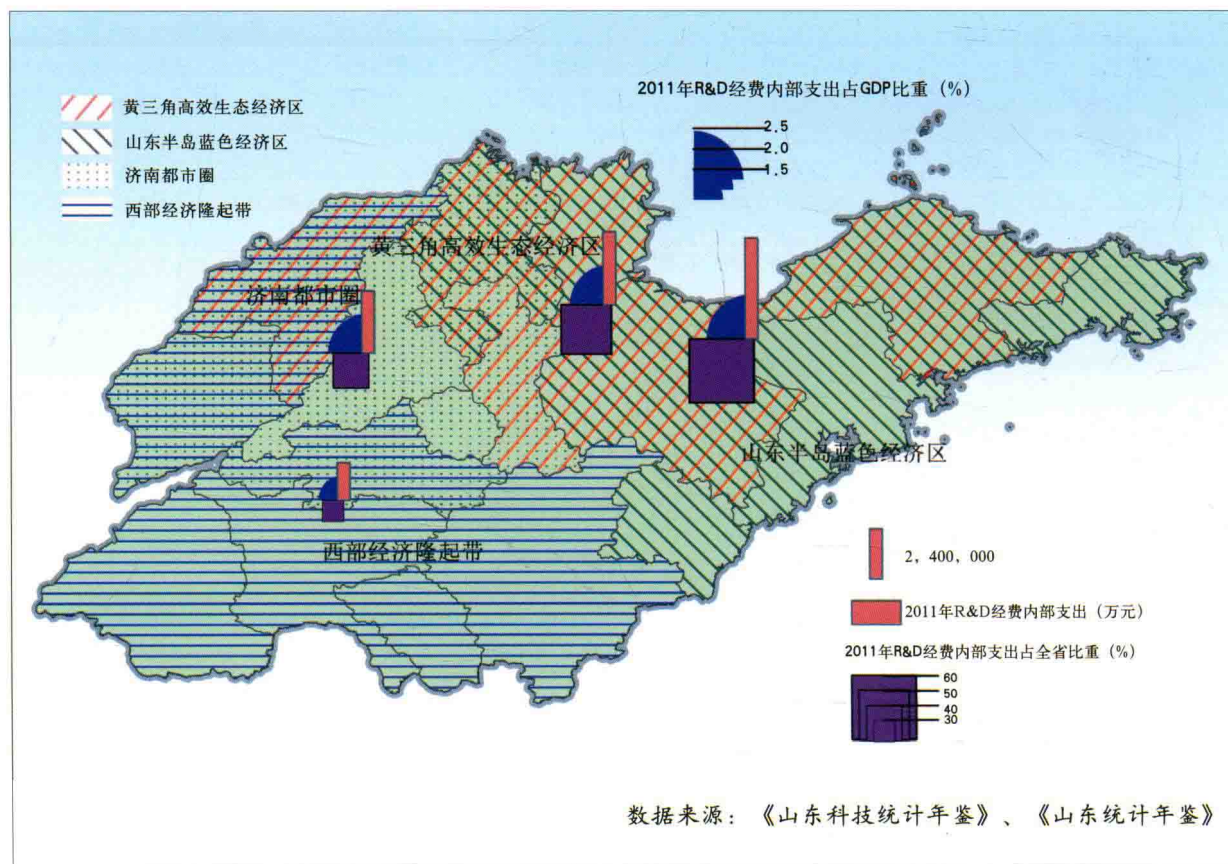 2011年R&D经费内部支出占GDP比重（%）
2.5
2.0
1.5
黄三角高效生态经济区
山东半岛蓝色经济区
济南都市圈
西部经济隆起带
黄三角高效生态经济区
济南都市圈
山东半岛蓝色经济区
西部经济隆起带
2，400，000
2011年R&D经费内部支出（万元）
2011年R&D经费内部支出占全省比重（%）
60
50
40
30
数据来源：《山东科技统计年鉴》、《山东统计年鉴》